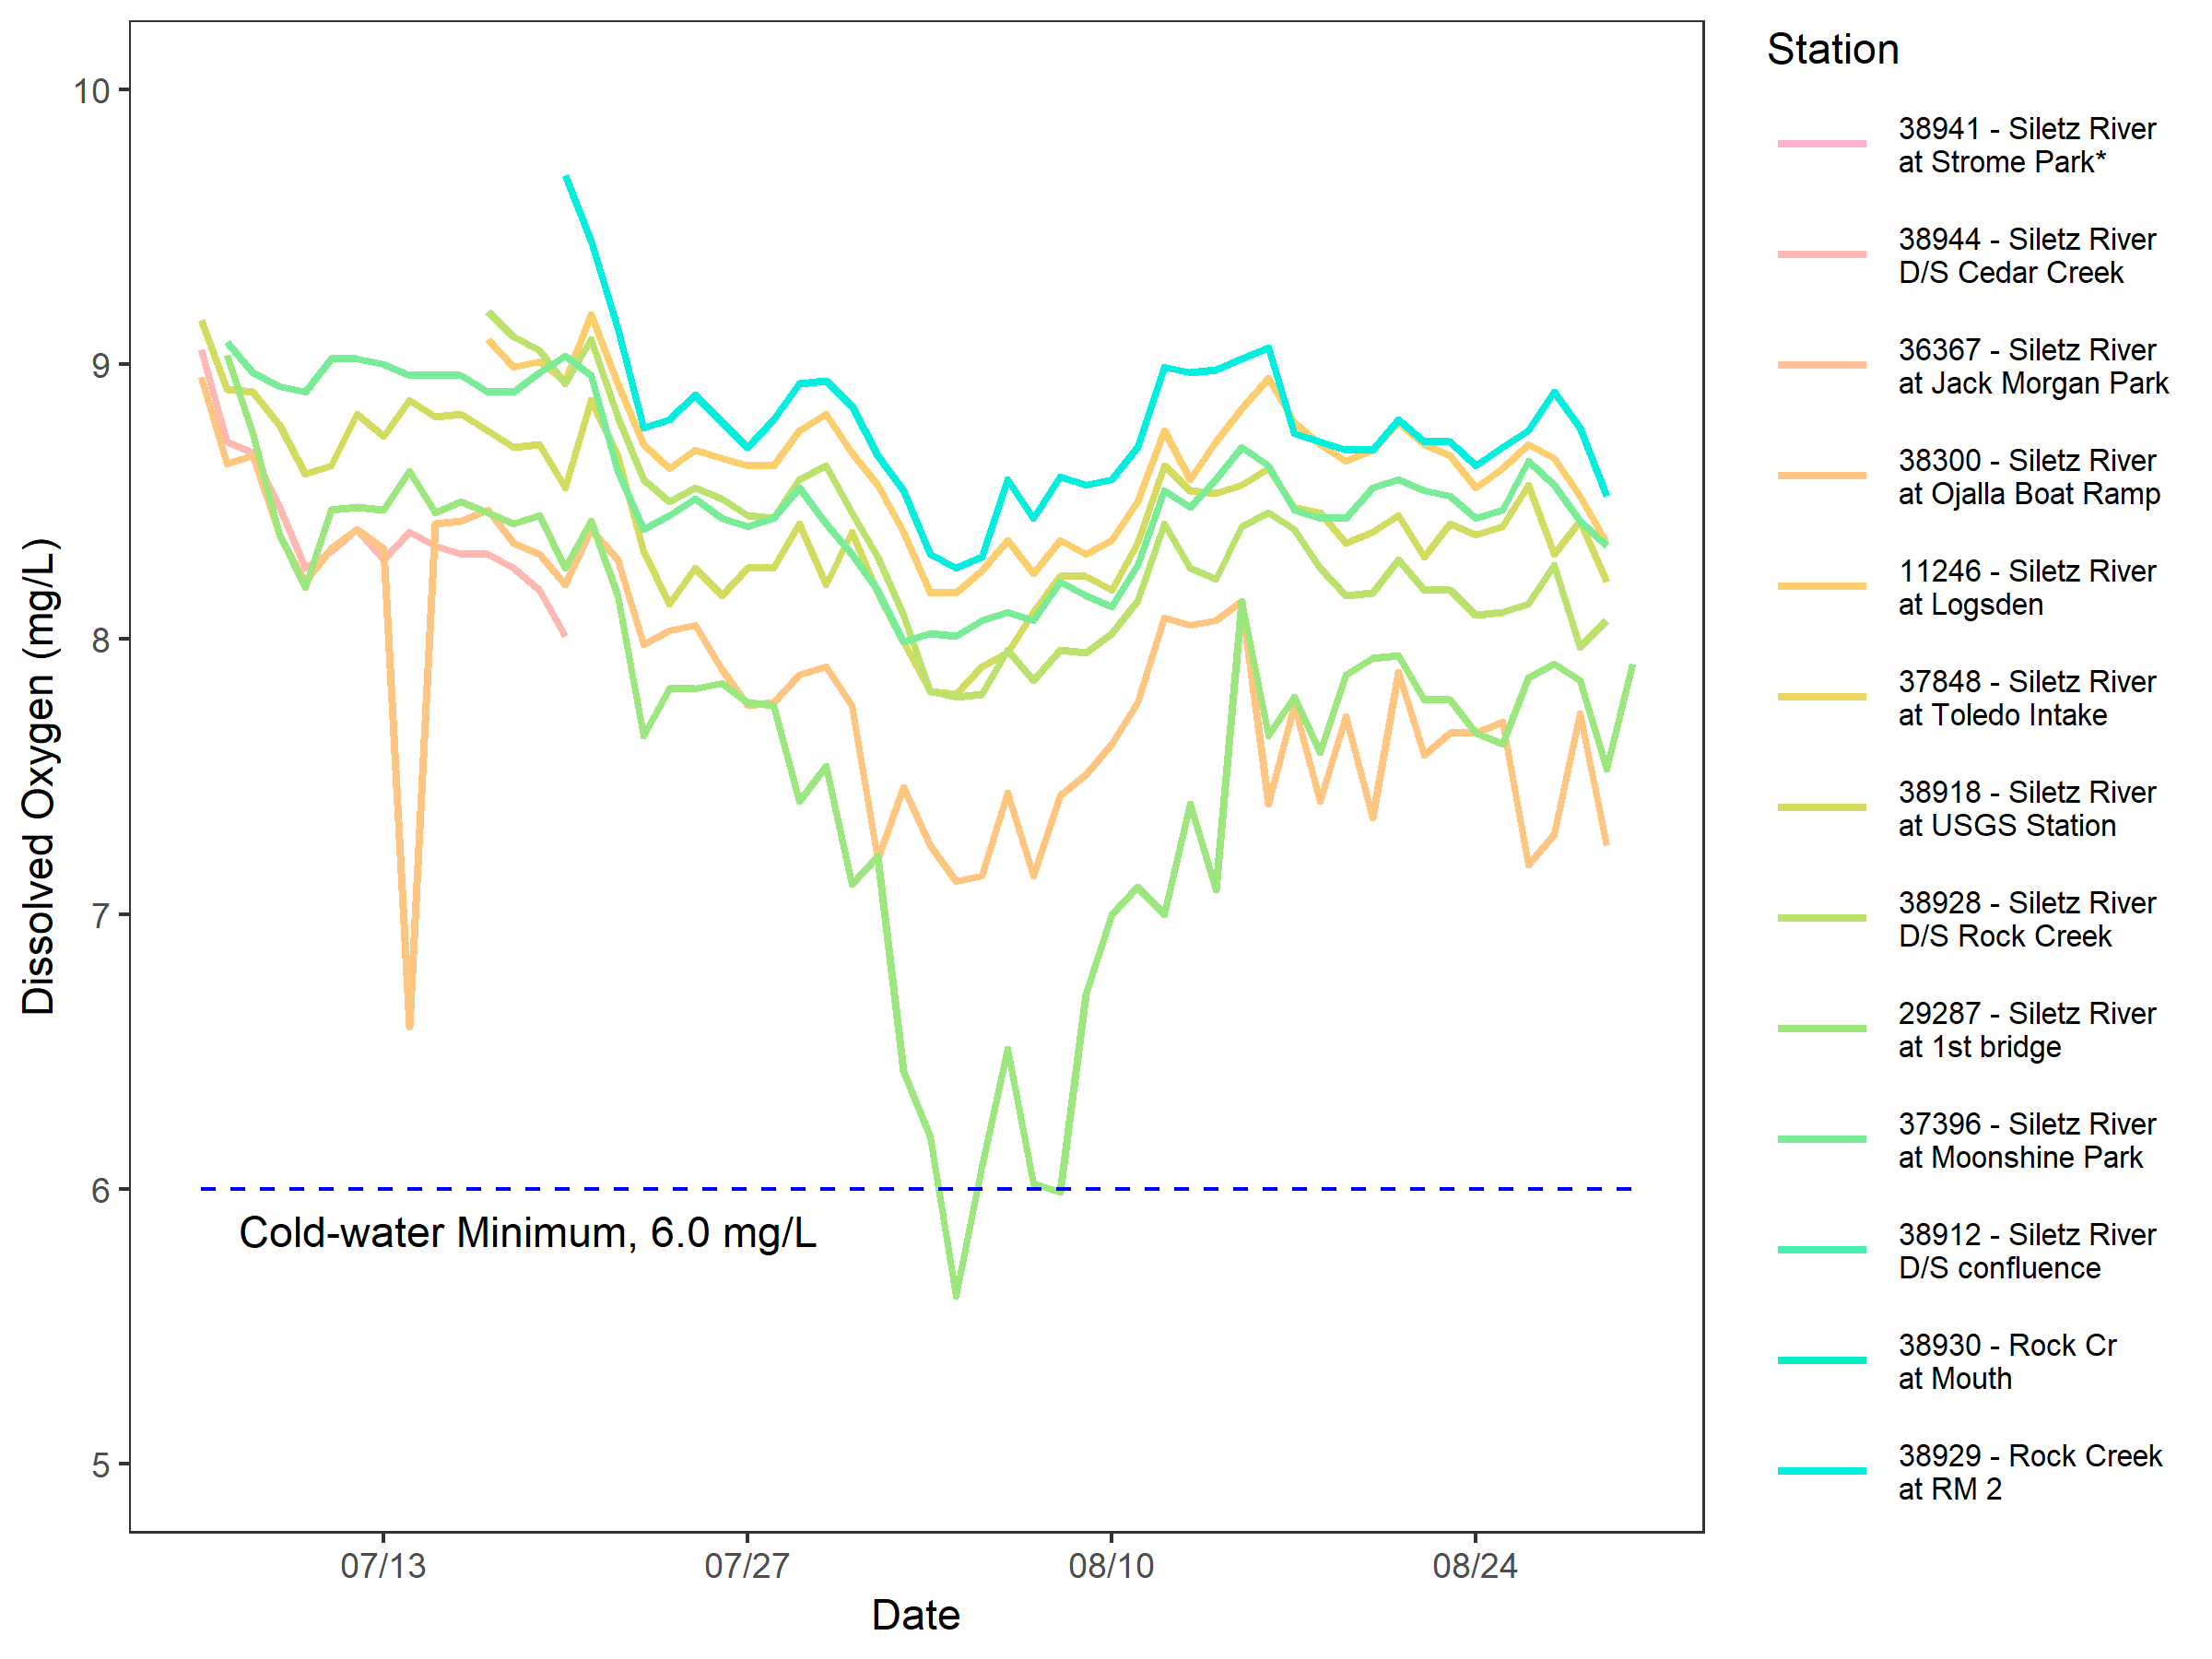 Station
38941 - Siletz River
at Strome Park*
38944 - Siletz River
D/S Cedar Creek
36367 - Siletz River
at Jack Morgan Park
38300 - Siletz River
at Ojalla Boat Ramp
11246 - Siletz River
at Logsden
37848 - Siletz River
at Toledo Intake
38918 - Siletz River
at USGS Station
38928 - Siletz River
D/S Rock Creek
29287 - Siletz River
at 1st bridge
37396 - Siletz River
at Moonshine Park
38912 - Siletz River
D/S confluence
38930 - Rock Cr
at Mouth
38929 - Rock Creek
at RM 2
Dissolved Oxygen (mg/L)
10
9
8
7
6
5
Cold-water Minimum, 6.0 mg/L
07/13
07/27
08/10
08/24
Date